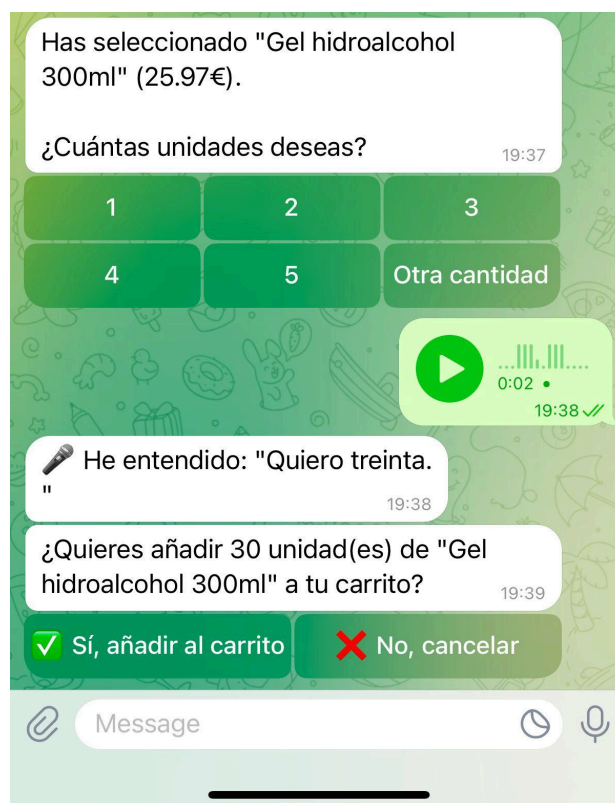 Has seleccionado "Gel hidroalcohol
300ml" (25.97€).
¿Cuántas unidades deseas?
19:37
1
2
3
4
5
Otra cantidad
0:02
19:38
🎤 He entendido: "Quiero treinta.
"
19:38
¿Quieres añadir 30 unidad(es) de "Gel
hidroalcohol 300ml" a tu carrito?
19:39
✅ Sí, añadir al carrito
❌ No, cancelar
Message